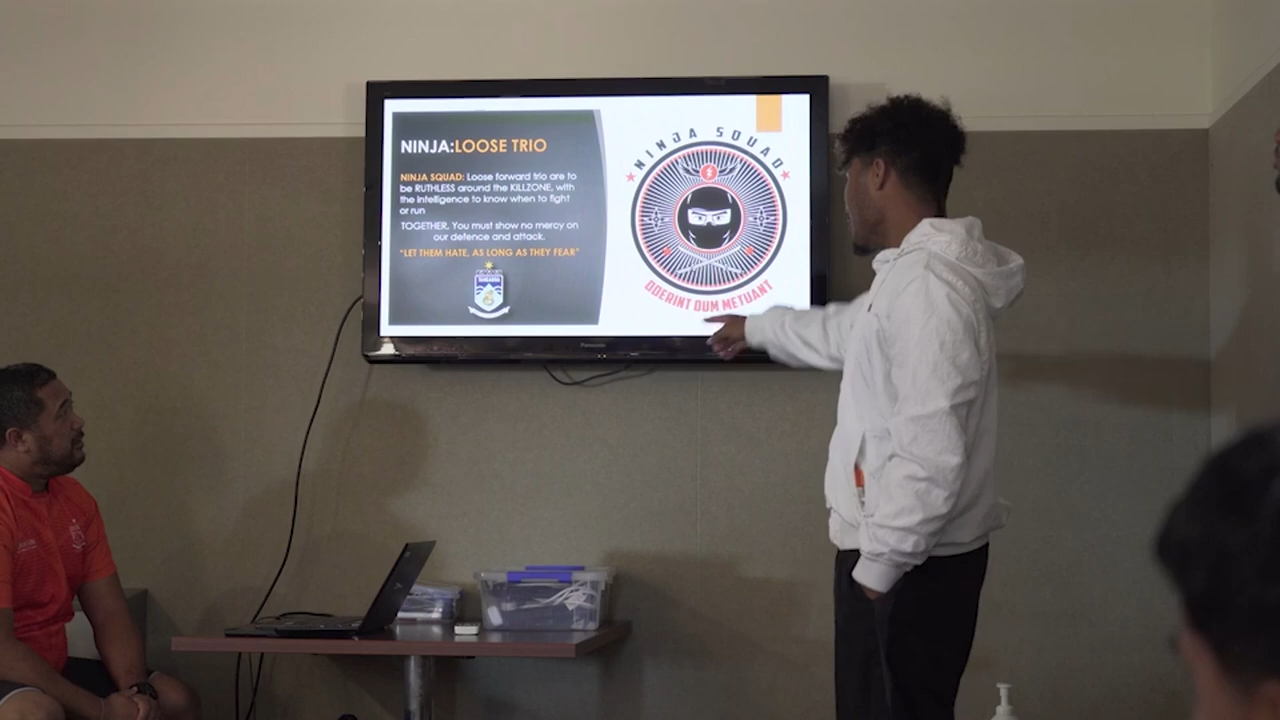 NINJA:LOOSE TRIO
NINJA SQUAD: Loose forward trio are to
be RUTHLESS around the KILLZONE, with
the intelligence to know when to fight
or run
TOGETHER, You must show no mercy on
our defence and attack.
"LET THEM HATE, AS LONG AS THEY FEAR"
NINJA SQUAD
ODERINT DUM METUANT
Panasonic